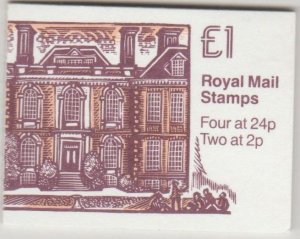 £1
Royal Mail
Stamps
Four at 24p
Two at 2p